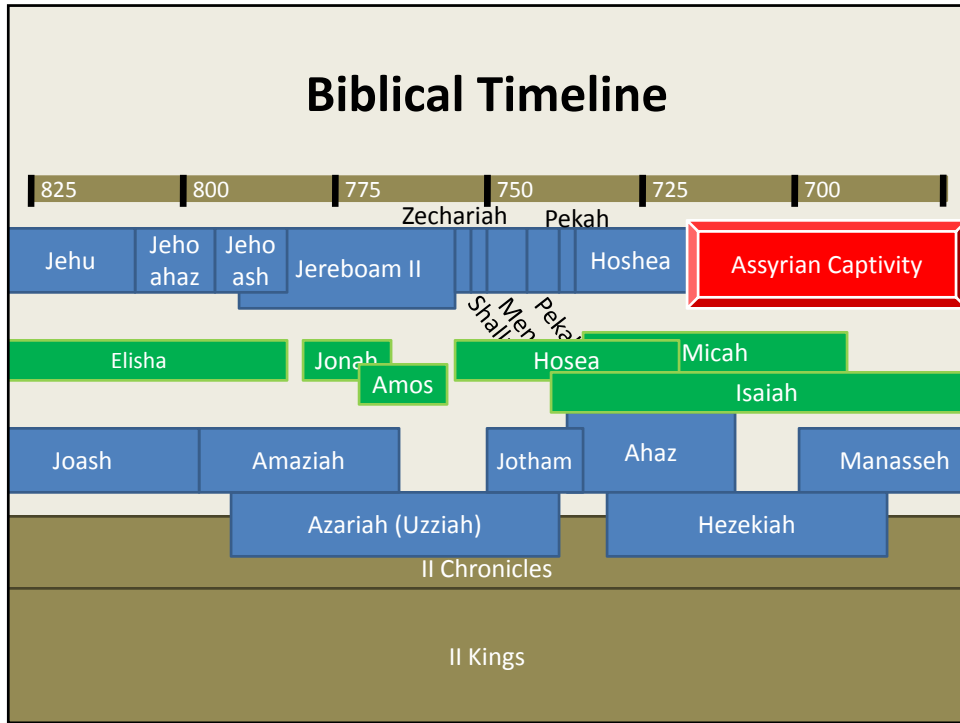 Biblical Timeline
825 800 775 750 725 700
Zechariah Pekah
Jehu
Jeho
ahaz
Jeho
ash
Jereboam II
Hoshea
Assyrian Captivity
Elisha
Jonah
Amos
Hosea
Micah
Isaiah
Joash
Amaziah
Jotham
Ahaz
Manasseh
Azariah (Uzziah)
Hezekiah
II Chronicles
II Kings